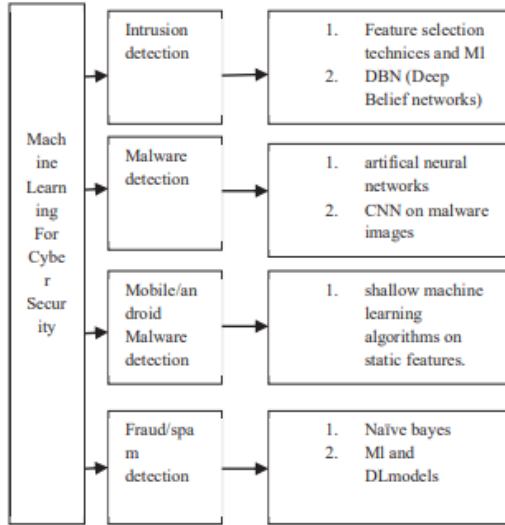 Mach
ine
Learn
ing
For
Cybe
r
Security
Intrusion
detection
1. Feature selection
technices and Ml
2. DBN (Deep
Belief networks)
Malware
detection
1. artifical neural
networks
2. CNN on malware
images
Mobile/an
droid
Malware
detection
1. shallow machine
learning
algorithms on
static features.
Fraud/spa
m
detection
1. Naïve bayes
2. Ml and
DLmodels